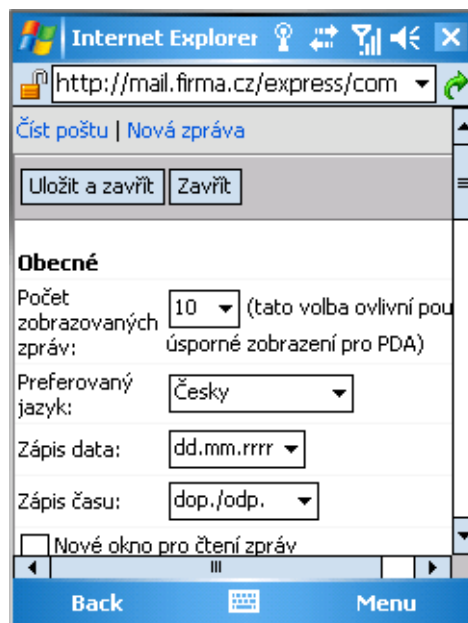 Internet Explorer
http://mail.firma.cz/express/com
Číst poštu | Nová zpráva
Uložit a zavřít Zavřít
Obecné
Počet zobrazovaných zpráv: 10 (tato volba ovlivní pou
úsporné zobrazení pro PDA)
Preferovaný jazyk: Česky
Zápis data: dd.mm.rrrr
Zápis času: dop./odp.
Nové okno pro čtení zpráv
Back Menu